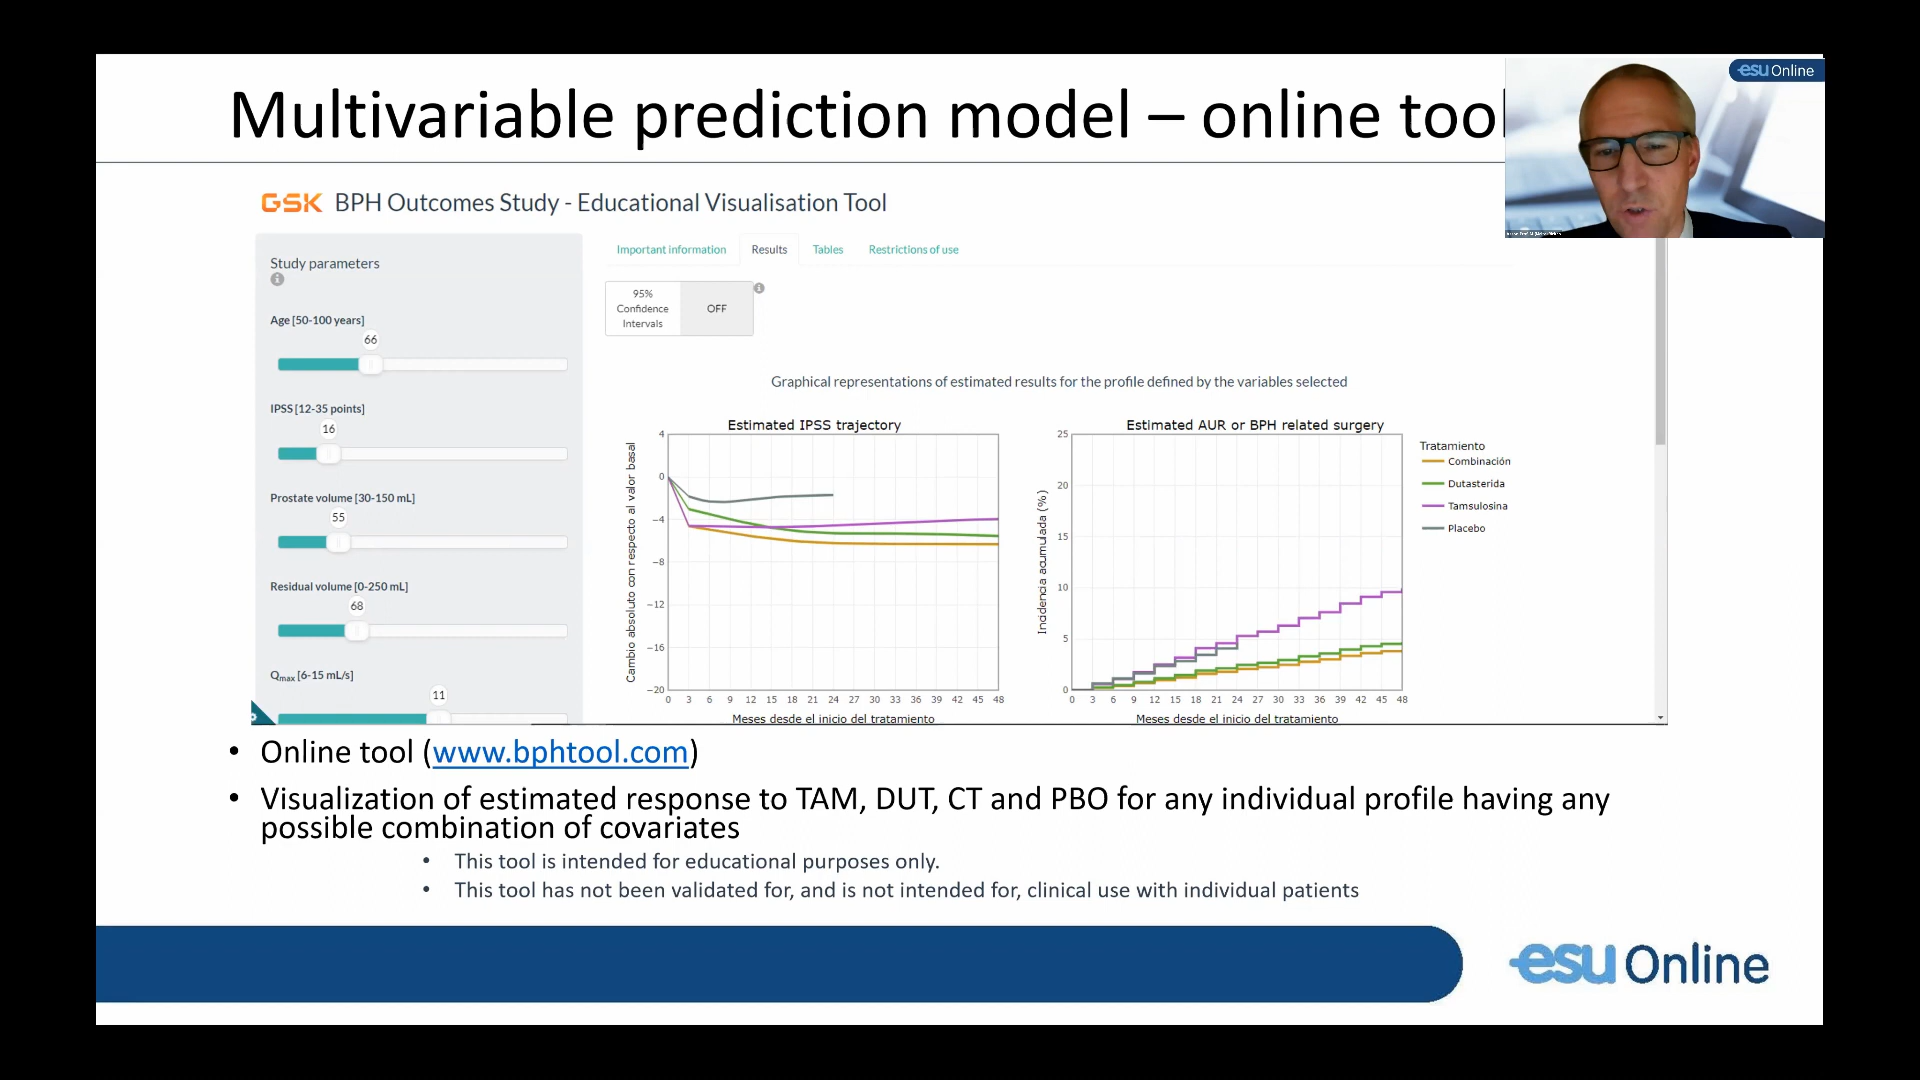 Multivariable prediction model – online tool
esu Online
GSK BPH Outcomes Study - Educational Visualisation Tool
Study parameters
Age [50-100 years]
66
IPSS [12-35 points]
16
Prostate volume [30-150 mL]
55
Residual volume [0-250 mL]
68
Qmax [6-15 mL/s]
11
Important information Results Tables Restrictions of use
95%
Confidence
Intervals
OFF
Graphical representations of estimated results for the profile defined by the variables selected
Estimated IPSS trajectory
Cambio absoluto con respecto al valor basal
4
0
−4
−8
−12
−16
−20
0 3 6 9 12 15 18 21 24 27 30 33 36 39 42 45 48
Meses desde el inicio del tratamiento
Estimated AUR or BPH related surgery
Incidencia acumulada (%)
25
20
15
10
5
0
0 3 6 9 12 15 18 21 24 27 30 33 36 39 42 45 48
Meses desde el inicio del tratamiento
Tratamiento
Combinación
Dutasterida
Tamsulosina
Placebo
• Online tool (www.bphtool.com)
• Visualization of estimated response to TAM, DUT, CT and PBO for any individual profile having any
possible combination of covariates
• This tool is intended for educational purposes only.
• This tool has not been validated for, and is not intended for, clinical use with individual patients
esu Online